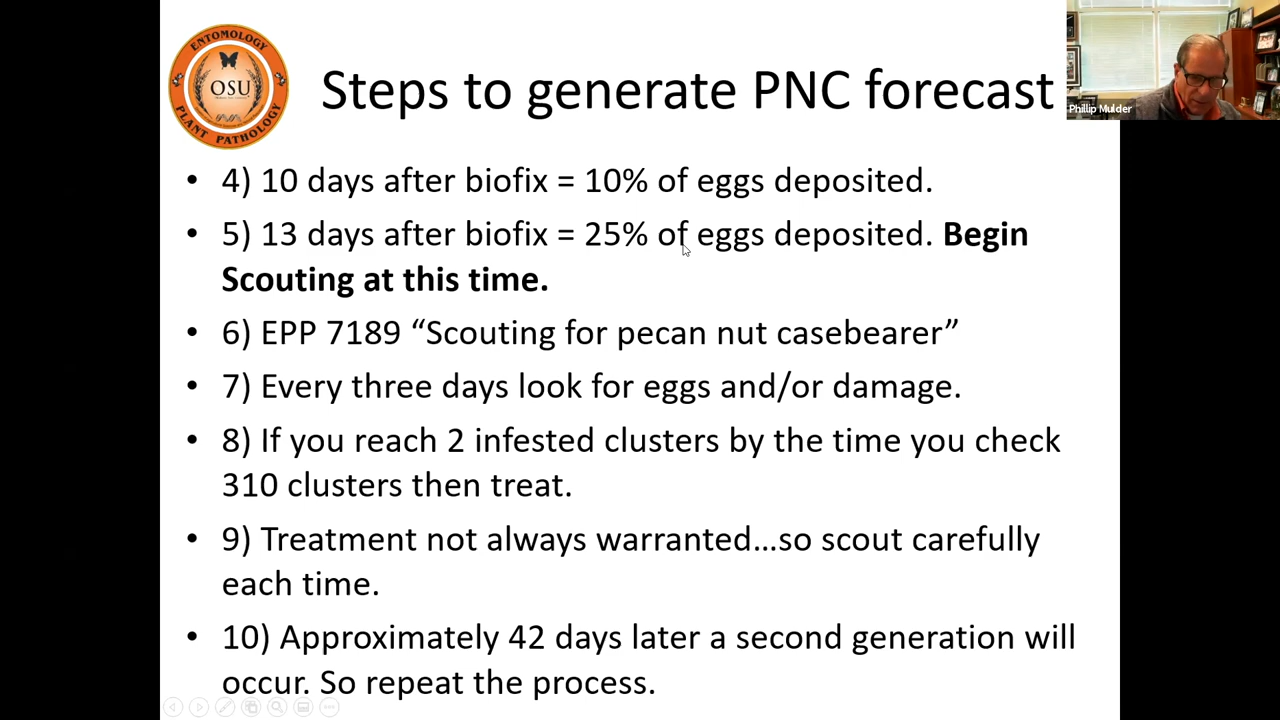 ENTOMOLOGY
OSU
PLANT PATHOLOGY
Steps to generate PNC forecast
Phillip Mulder
• 4) 10 days after biofix = 10% of eggs deposited.
• 5) 13 days after biofix = 25% of eggs deposited. Begin
Scouting at this time.
• 6) EPP 7189 “Scouting for pecan nut casebearer”
• 7) Every three days look for eggs and/or damage.
• 8) If you reach 2 infested clusters by the time you check
310 clusters then treat.
• 9) Treatment not always warranted…so scout carefully
each time.
• 10) Approximately 42 days later a second generation will
occur. So repeat the process.